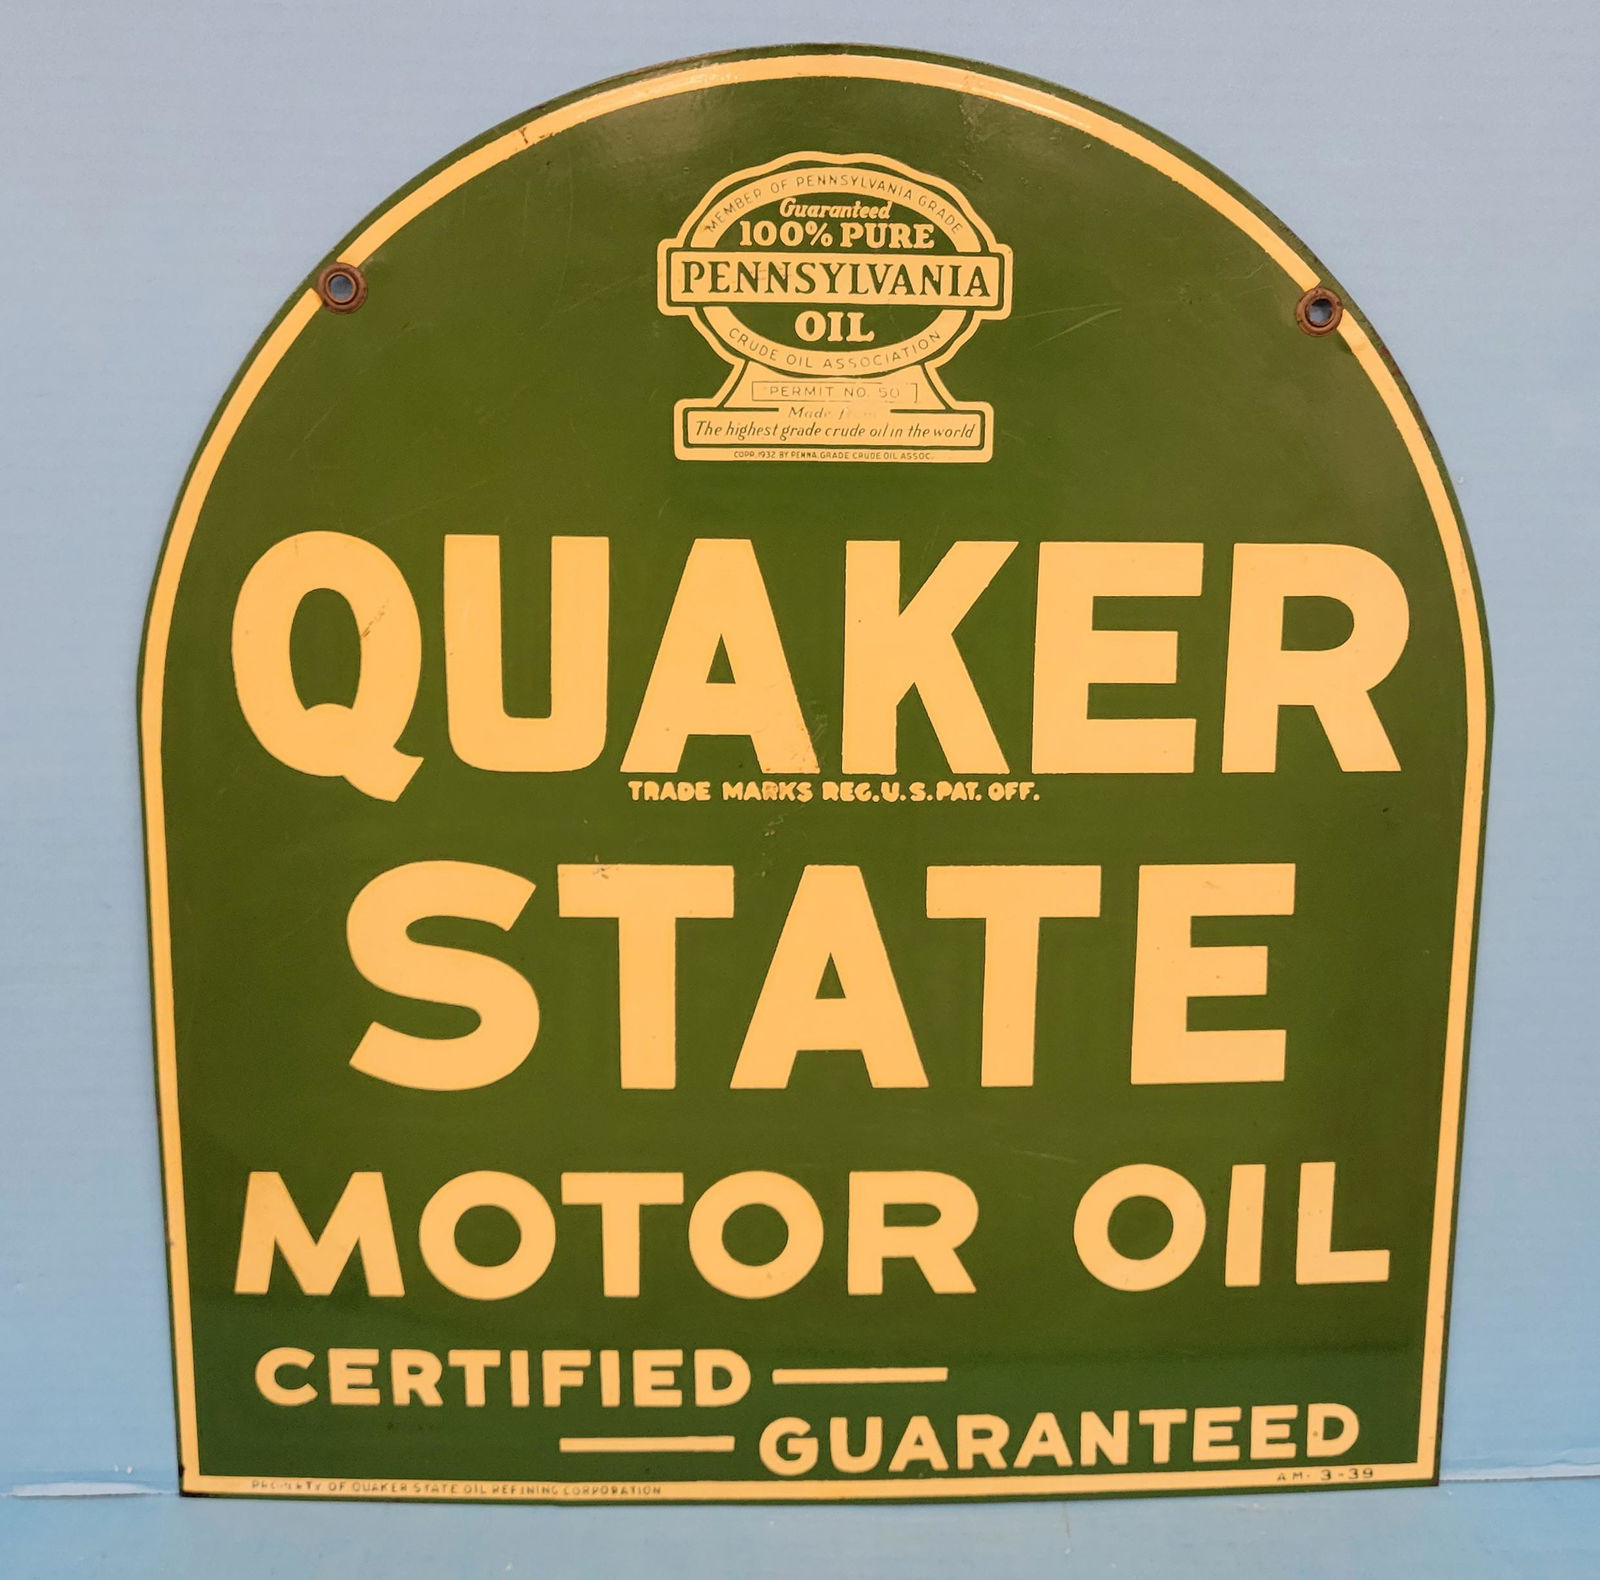 MEMBER OF PENNSYLVANIA GRADE
Guaranteed
100% PURE
PENNSYLVANIA
OIL
CRUDE OIL ASSOCIATION
PERMIT NO. 50
Made
The highest grade crude oil in the world
COPR. 1932 BY PENNA. GRADE CRUDE OIL ASSOC.
QUAKER
TRADE MARKS REG. U.S. PAT. OFF.
STATE
MOTOR OIL
CERTIFIED
GUARANTEED
AM- 3-39
PROPERTY OF QUAKER STATE OIL REFINING CORPORATION